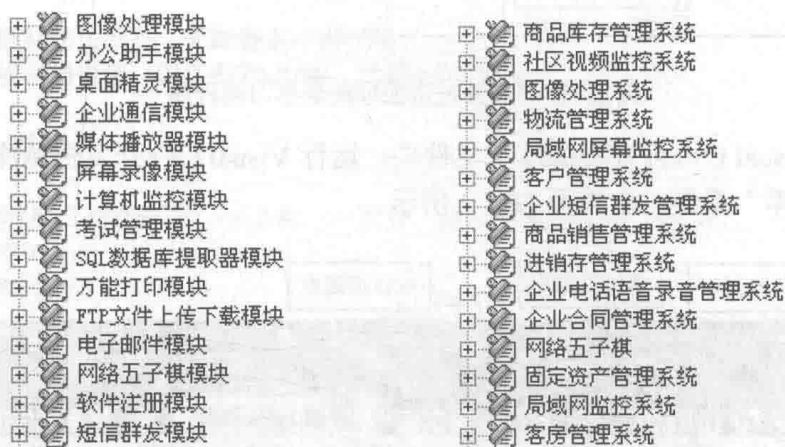 图像处理模块
办公助手模块
桌面精灵模块
企业通信模块
媒体播放器模块
屏幕录像模块
计算机监控模块
考试管理模块
SQL数据库提取器模块
万能打印模块
FTP文件上传下载模块
电子邮件模块
网络五子棋模块
软件注册模块
短信群发模块
商品库存管理系统
社区视频监控系统
图像处理系统
物流管理系统
局域网屏幕监控系统
客户管理系统
企业短信群发管理系统
商品销售管理系统
进销存管理系统
企业电话语音录音管理系统
企业合同管理系统
网络五子棋
固定资产管理系统
局域网监控系统
客房管理系统